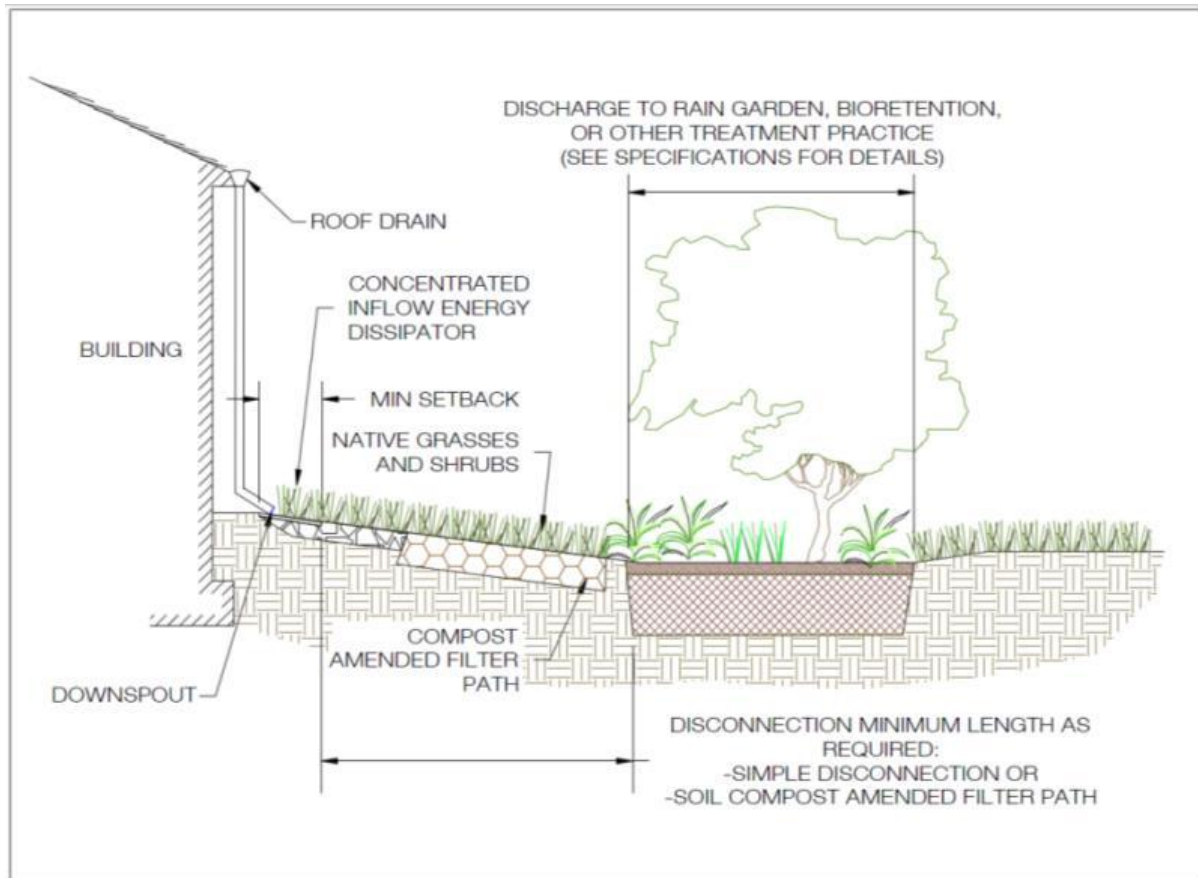 DISCHARGE TO RAIN GARDEN, BIORETENTION,
OR OTHER TREATMENT PRACTICE
(SEE SPECIFICATIONS FOR DETAILS)
ROOF DRAIN
CONCENTRATED
INFLOW ENERGY
DISSIPATOR
BUILDING
MIN SETBACK
NATIVE GRASSES
AND SHRUBS
COMPOST
AMENDED FILTER
PATH
DOWNSPOUT
DISCONNECTION MINIMUM LENGTH AS
REQUIRED:
-SIMPLE DISCONNECTION OR
-SOIL COMPOST AMENDED FILTER PATH